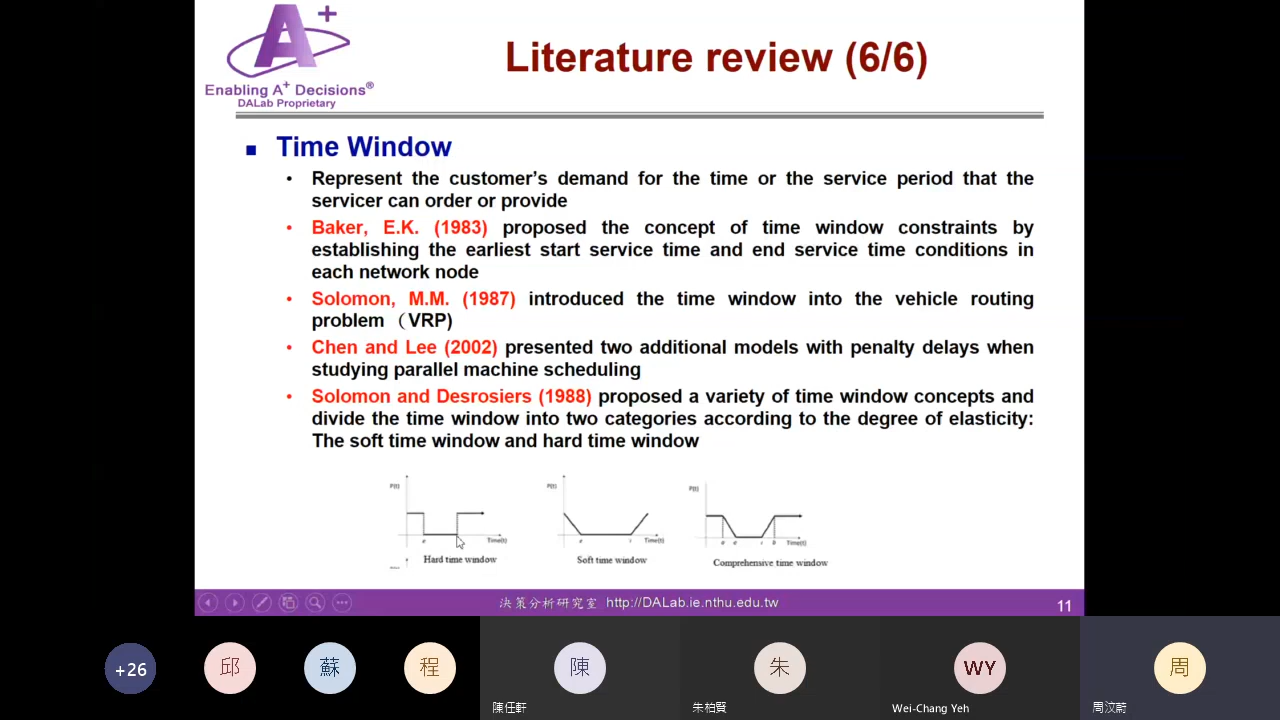 A+
Enabling A+ Decisions®
DALab Proprietary
Literature review (6/6)
Time Window
Represent the customer's demand for the time or the service period that the
servicer can order or provide
Baker, E.K. (1983) proposed the concept of time window constraints by
establishing the earliest start service time and end service time conditions in
each network node
Solomon, M.M. (1987) introduced the time window into the vehicle routing
problem （VRP)
Chen and Lee (2002) presented two additional models with penalty delays when
studying parallel machine scheduling
Solomon and Desrosiers (1988) proposed a variety of time window concepts and
divide the time window into two categories according to the degree of elasticity:
The soft time window and hard time window
P(t)
Time(t)
Hard time window
P(t)
Time(t)
Soft time window
P(t)
Time(t)
Comprehensive time window
決策分析研究室 http://DALab.ie.nthu.edu.tw
11
+26
邱
蘇
程
陳
朱
WY
周
陳任軒
朱柏賢
Wei-Chang Yeh
周汶蔚